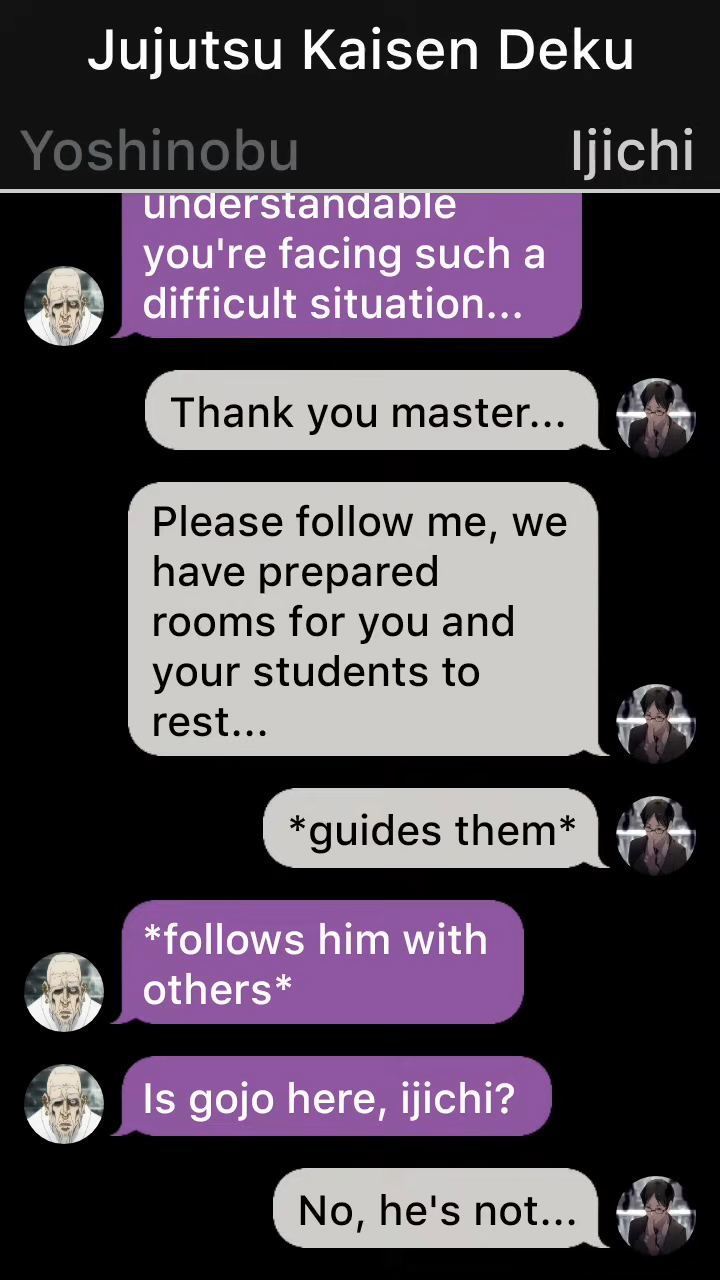 Jujutsu Kaisen Deku
Yoshinobu
Ijichi
understandable
you're facing such a
difficult situation...
Thank you master...
Please follow me, we
have prepared
rooms for you and
your students to
rest...
*guides them*
*follows him with
others*
Is gojo here, ijichi?
No, he's not...